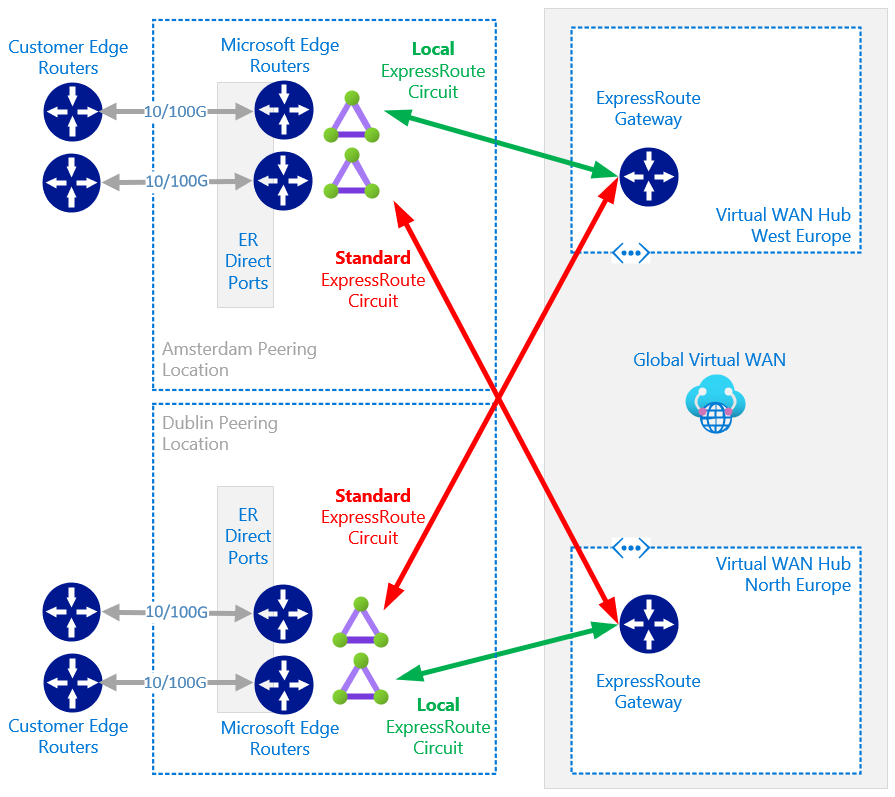 Customer Edge
Routers
Microsoft Edge
Routers
Local
ExpressRoute
Circuit
10/100G
10/100G
ER
Direct
Ports
Standard
ExpressRoute
Circuit
Amsterdam Peering
Location
ExpressRoute
Gateway
Virtual WAN Hub
West Europe
Global Virtual WAN
Dublin Peering
Location
ER
Direct
Ports
Standard
ExpressRoute
Circuit
10/100G
10/100G
Customer Edge
Routers
Microsoft Edge
Routers
Local
ExpressRoute
Circuit
Virtual WAN Hub
North Europe
ExpressRoute
Gateway